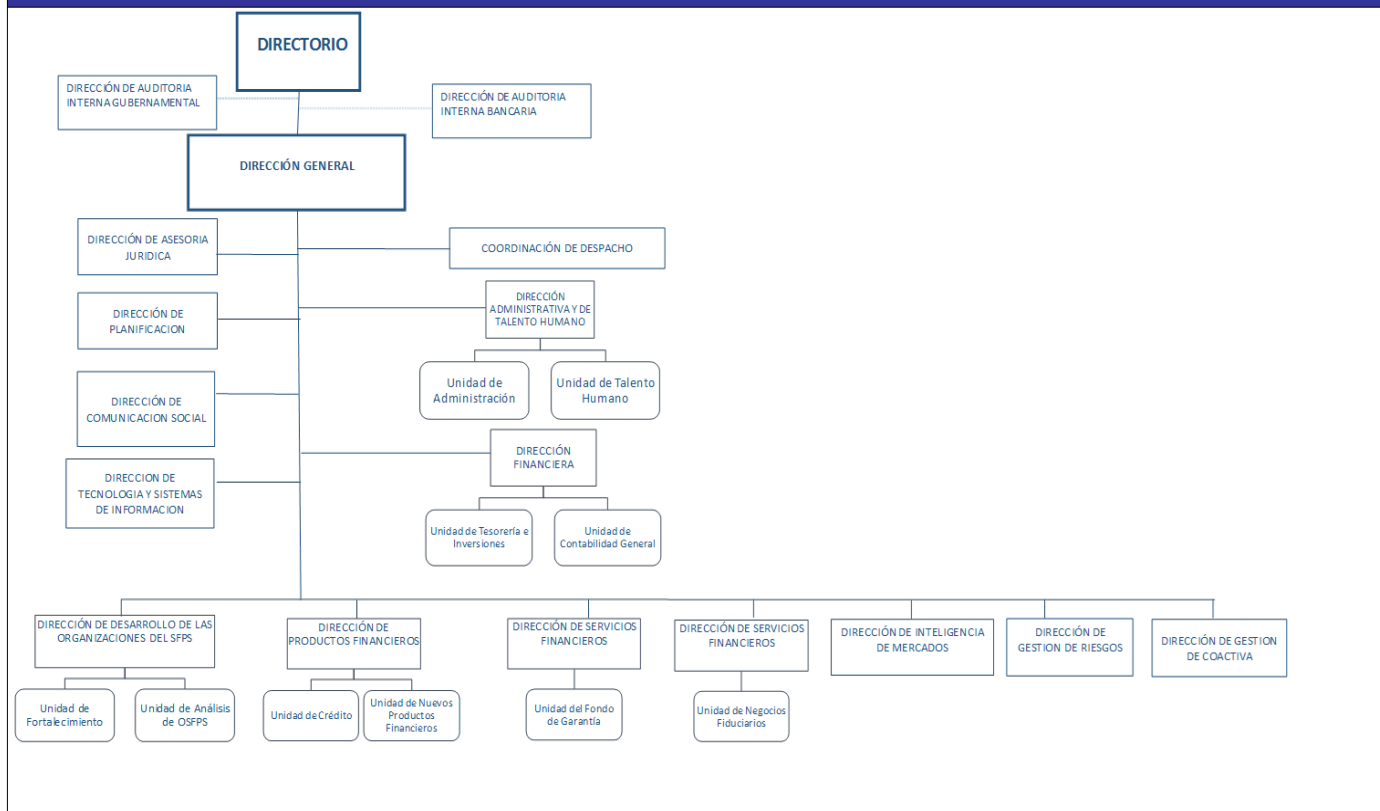 DIRECTORIO
DIRECCIÓN DE AUDITORIA
INTERNA GUBERNAMENTAL
DIRECCIÓN DE AUDITORIA
INTERNA BANCARIA
DIRECCIÓN GENERAL
DIRECCIÓN DE ASESORIA
JURIDICA
COORDINACIÓN DE DESPACHO
DIRECCIÓN DE
PLANIFICACION
DIRECCIÓN
ADMINISTRATIVA Y DE
TALENTO HUMANO
Unidad de
Administración
Unidad de Talento
Humano
DIRECCIÓN DE
COMUNICACION SOCIAL
DIRECCIÓN
FINANCIERA
DIRECCION DE
TECNOLOGIA Y SISTEMAS
DE INFORMACION
Unidad de Tesorería e
Inversiones
Unidad de
Contabilidad General
DIRECCIÓN DE DESARROLLO DE LAS
ORGANIZACIONES DEL SFPS
DIRECCIÓN DE
PRODUCTOS FINANCIEROS
DIRECCIÓN DE SERVICIOS
FINANCIEROS
DIRECCIÓN DE SERVICIOS
FINANCIEROS
DIRECCIÓN DE INTELIGENCIA
DE MERCADOS
DIRECCIÓN DE
GESTION DE RIESGOS
DIRECCIÓN DE GESTION
DE COACTIVA
Unidad de
Fortalecimiento
Unidad de Análisis
de OSFPS
Unidad de Crédito
Unidad de Nuevos
Productos
Financieros
Unidad del Fondo
de Garantía
Unidad de Negocios
Fiduciarios